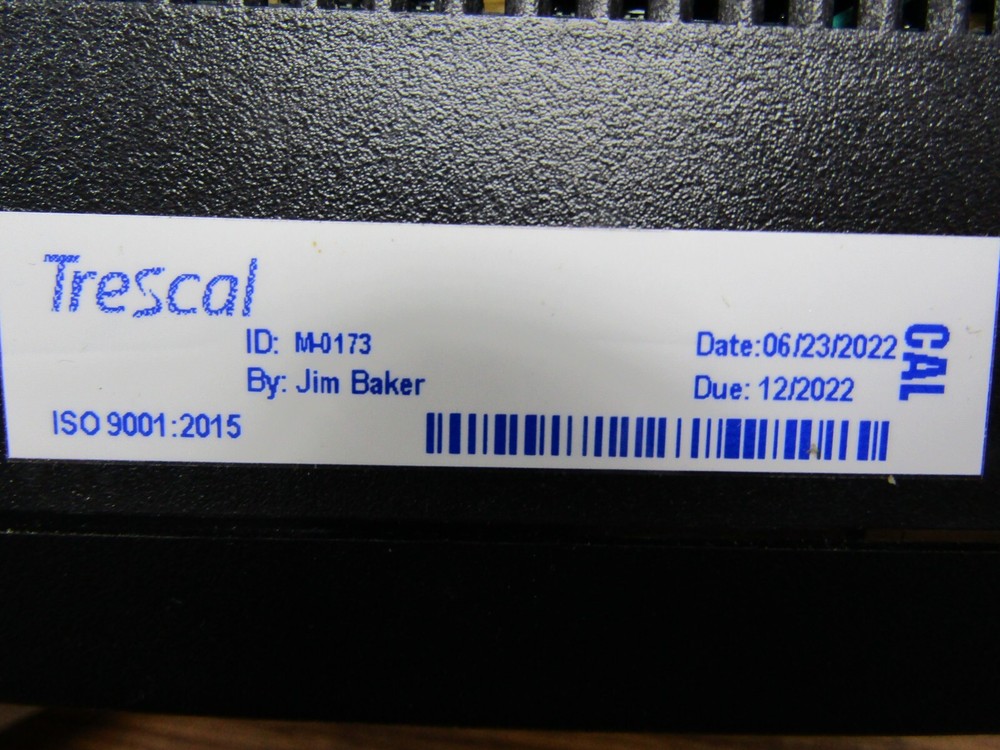 Trescal
ID: M-0173
By: Jim Baker
ISO 9001:2015
Date:06/23/2022
Due: 12/2022
CAL